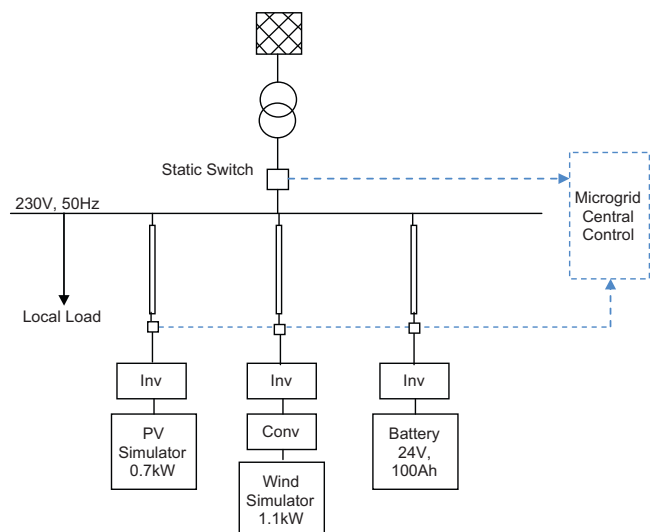 Static Switch
Microgrid
Central
Control
230V, 50Hz
Local Load
Inv
Inv
Inv
PV
Simulator
0.7kW
Conv
Battery
24V,
100Ah
Wind
Simulator
1.1kW